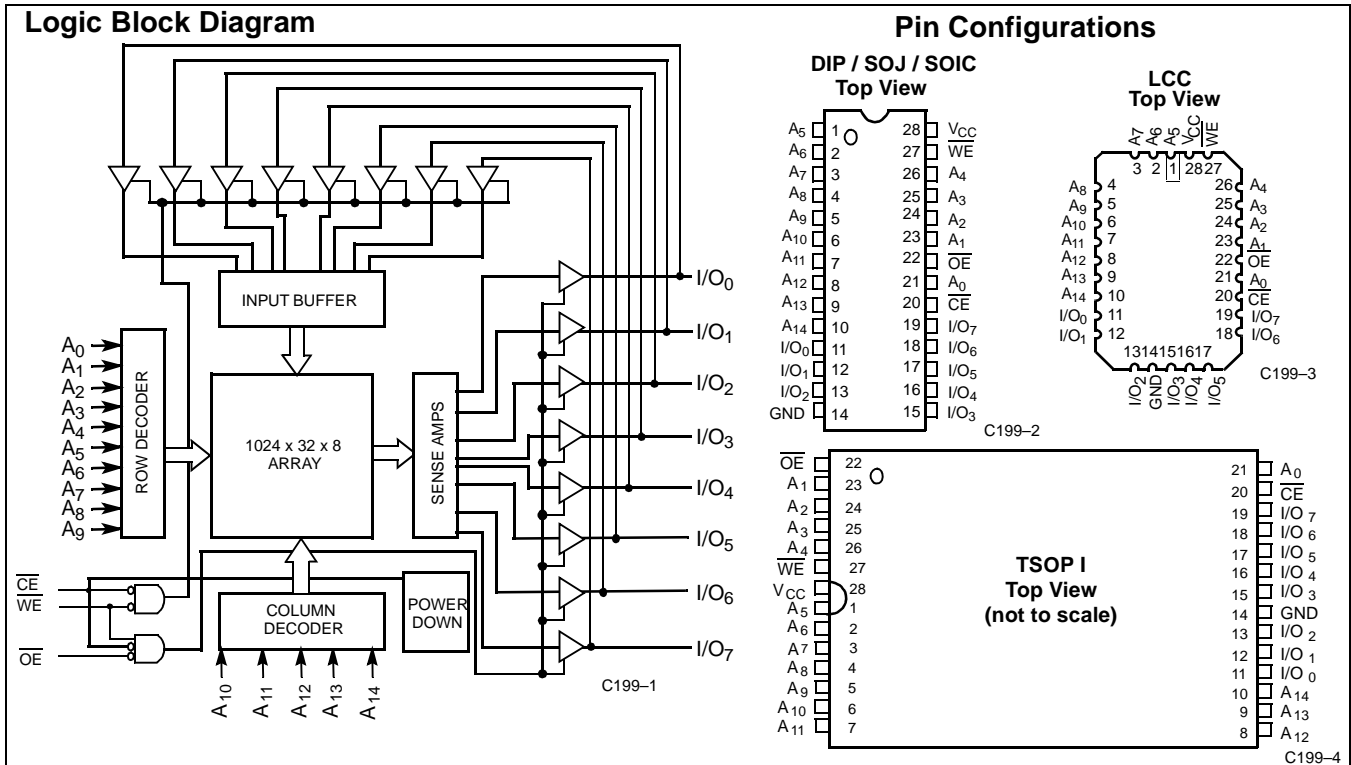 Logic Block Diagram
INPUT BUFFER
A0
A1
A2
A3
A4
A5
A6
A7
A8
A9
ROW DECODER
1024 x 32 x 8
ARRAY
SENSE AMPS
I/O0
I/O1
I/O2
I/O3
I/O4
I/O5
I/O6
I/O7
CE
WE
OE
COLUMN
DECODER
POWER
DOWN
A10
A11
A12
A13
A14
C199–1
Pin Configurations
DIP / SOJ / SOIC
Top View
A5 1 28 VCC
A6 2 27 WE
A7 3 26 A4
A8 4 25 A3
A9 5 24 A2
A10 6 23 A1
A11 7 22 OE
A12 8 21 A0
A13 9 20 CE
A14 10 19 I/O7
I/O0 11 18 I/O6
I/O1 12 17 I/O5
I/O2 13 16 I/O4
GND 14 15 I/O3
C199–2
LCC
Top View
A7 A6 A5 VCC WE
3 2 1 28 27
A8 4 26 A4
A9 5 25 A3
A10 6 24 A2
A11 7 23 A1
A12 8 22 OE
A13 9 21 A0
A14 10 20 CE
I/O0 11 19 I/O7
I/O1 12 18 I/O6
13 14 15 16 17
I/O2 GND I/O3 I/O4 I/O5
C199–3
OE 22 21 A0
A1 23 20 CE
A2 24 19 I/O7
A3 25 18 I/O6
A4 26 17 I/O5
WE 27 16 I/O4
VCC 28 15 I/O3
A5 1 14 GND
A6 2 13 I/O2
A7 3 12 I/O1
A8 4 11 I/O0
A9 5 10 A14
A10 6 9 A13
A11 7 8 A12
TSOP I
Top View
(not to scale)
C199–4